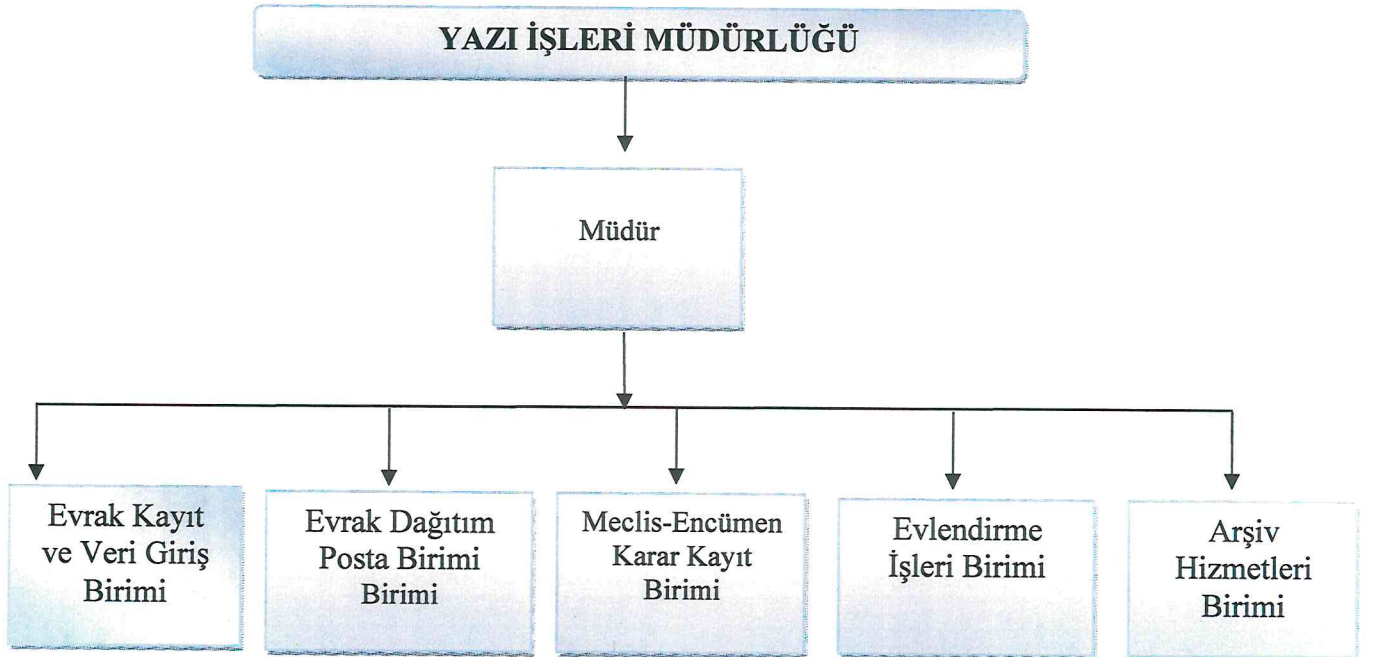 YAZI İŞLERİ MÜDÜRLÜĞÜ
Müdür
Evrak Kayıt
ve Veri Giriş
Birimi
Evrak Dağıtım
Posta Birimi
Birimi
Meclis-Encümen
Karar Kayıt
Birimi
Evlendirme
İşleri Birimi
Arşiv
Hizmetleri
Birimi